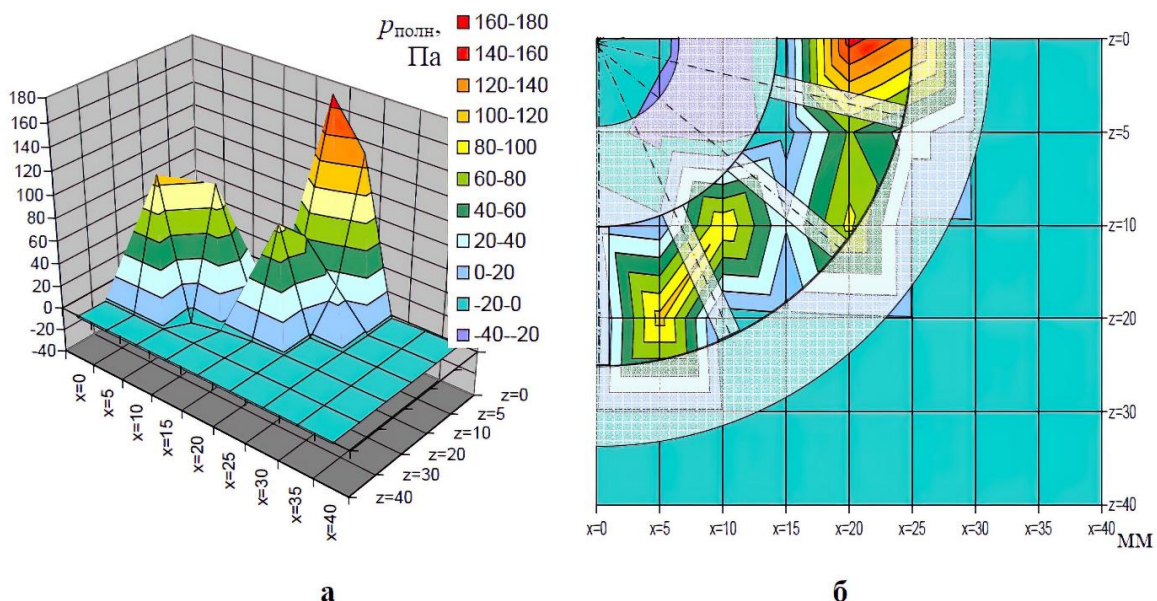 pполн, Па
160-180
140-160
120-140
100-120
80-100
60-80
40-60
20-40
0-20
-20-0
-40--20
180
160
140
120
100
80
60
40
20
0
-20
-40
x=0
x=5
x=10
x=15
x=20
x=25
x=30
x=35
x=40
z=0
z=5
z=10
z=20
z=30
z=40
а
z=0
z=5
z=10
z=20
z=30
z=40
x=0
x=5
x=10
x=15
x=20
x=25
x=30
x=35
x=40
мм
б